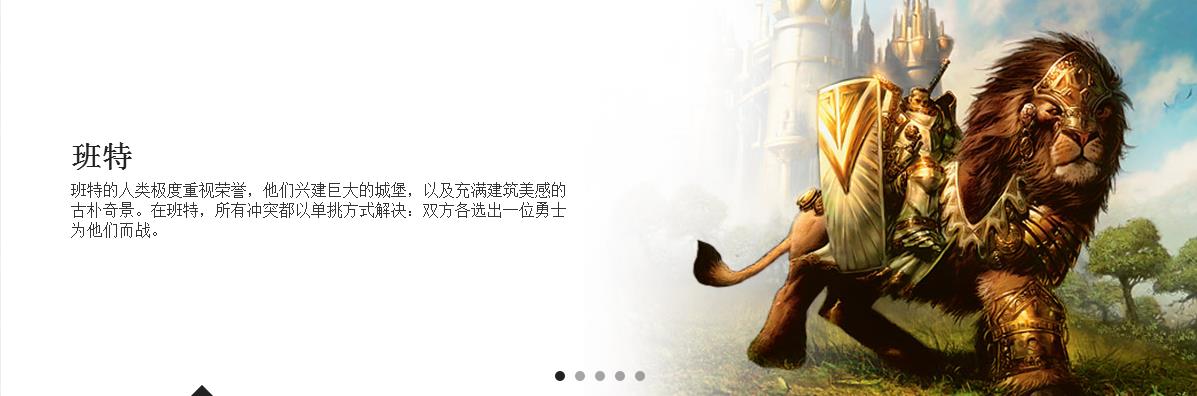 班特
班特的人类极度重视荣誉，他们兴建巨大的城堡，以及充满建筑美感的
古朴奇景。在班特，所有冲突都以单挑方式解决：双方各选出一位勇士
为他们而战。